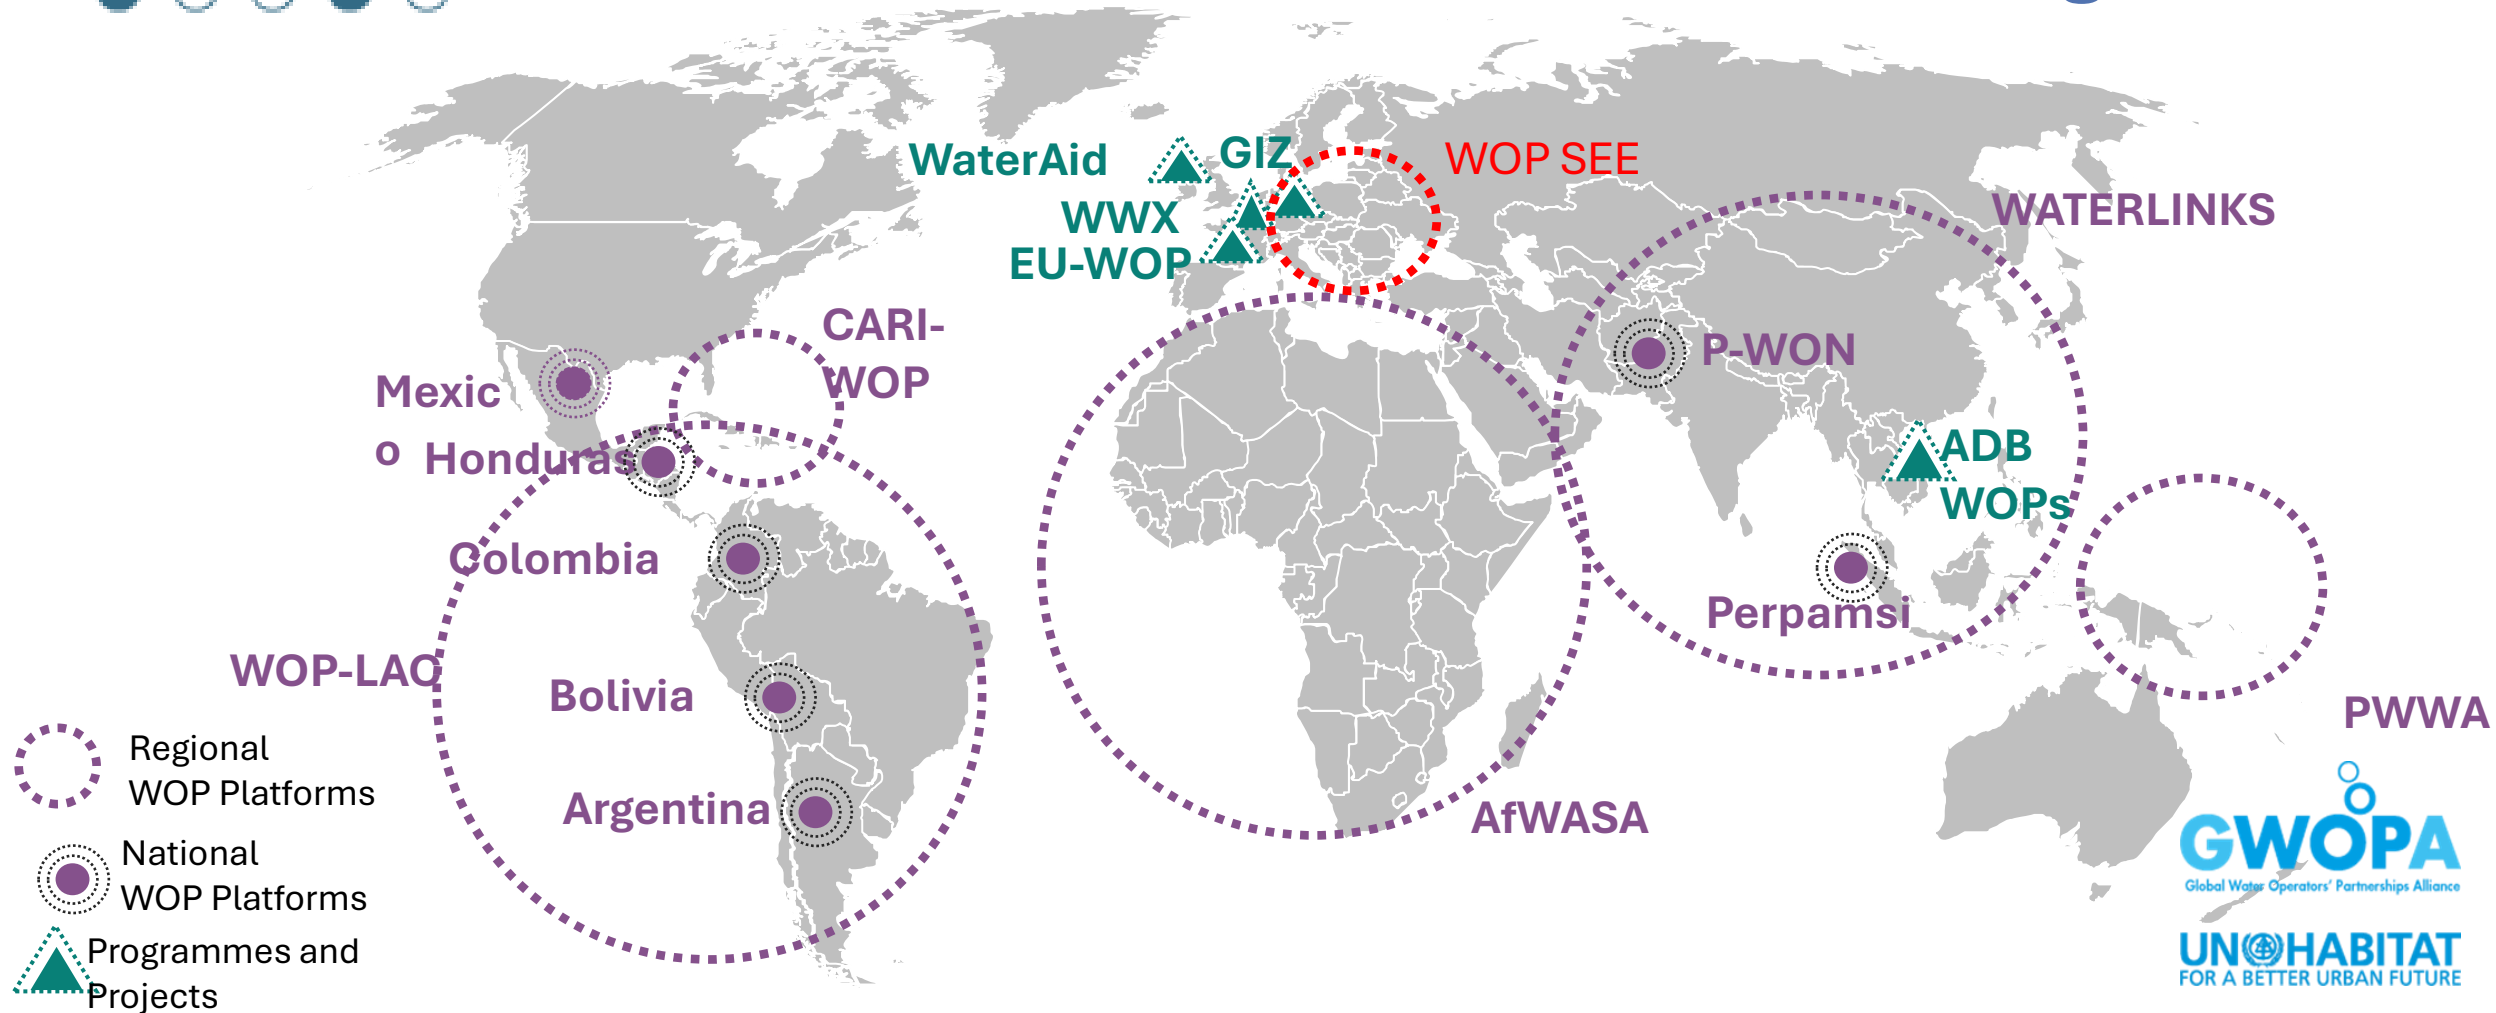 WaterAid
GIZ
WOP SEE
WWX
EU-WOP
WATERLINKS
CARI-
WOP
P-WON
Mexic
o
Honduras
ADB
WOPs
Colombia
Perpamsi
WOP-LAC
Bolivia
PWWA
Argentina
AfWASA
Regional
WOP Platforms
National
WOP Platforms
Programmes and
Projects
GWOPA
Global Water Operators' Partnerships Alliance
UN HABITAT
FOR A BETTER URBAN FUTURE